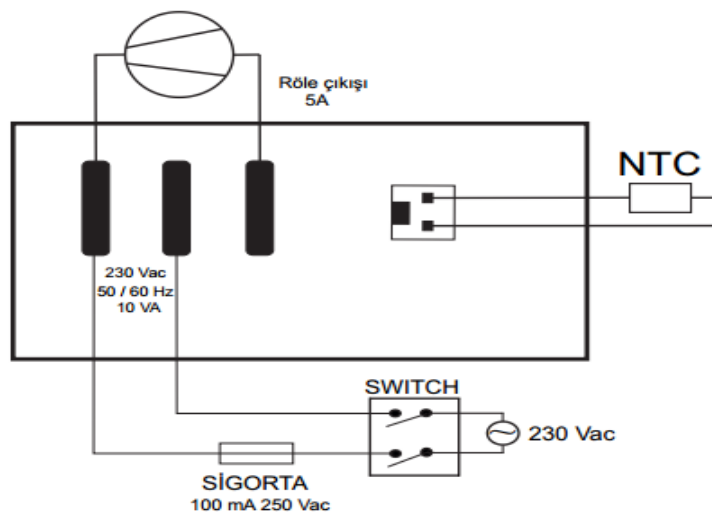 Röle çıkışı
5A
NTC
230 Vac
50 / 60 Hz
10 VA
SWITCH
230 Vac
SİGORTA
100 mA 250 Vac